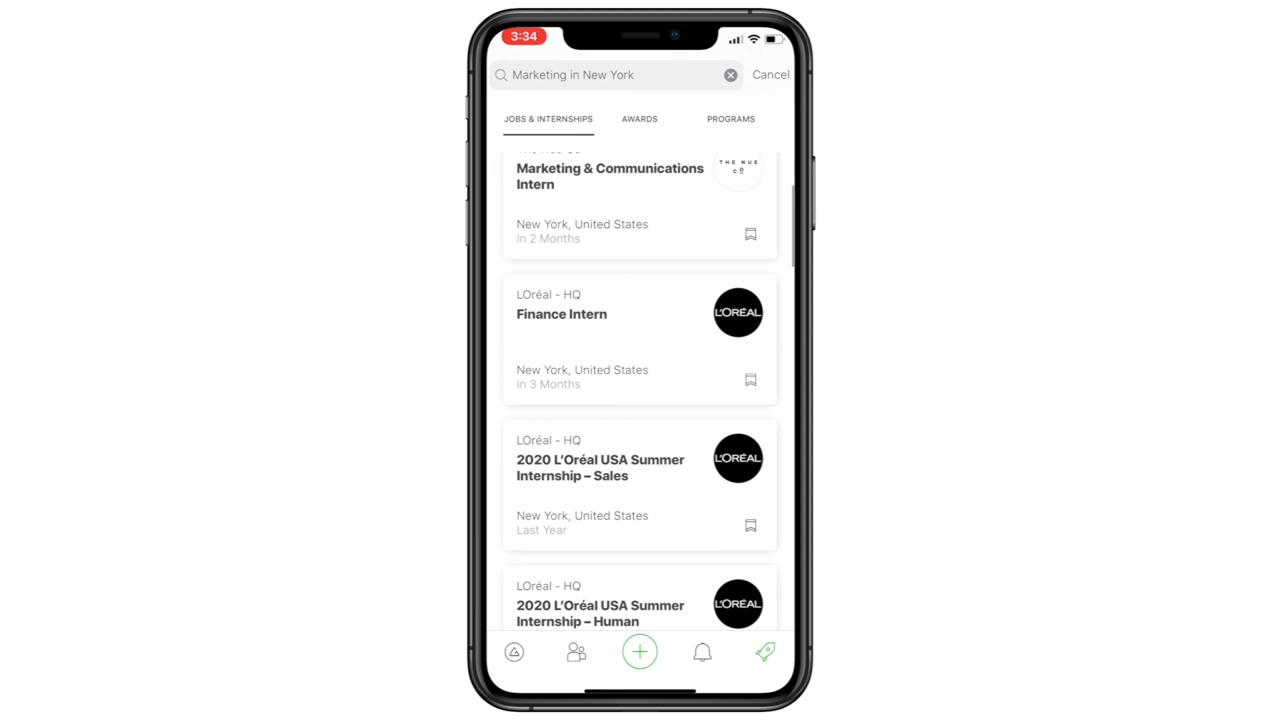 3:34
Marketing in New York
Cancel
JOBS & INTERNSHIPS
AWARDS
PROGRAMS
Marketing & Communications
Intern
THE NUE
CO
New York, United States
In 2 Months
LOréal - HQ
Finance Intern
L'ORÉAL
New York, United States
In 3 Months
LOréal - HQ
2020 L'Oréal USA Summer
Internship – Sales
L'ORÉAL
New York, United States
Last Year
LOréal - HQ
2020 L'Oréal USA Summer
Internship – Human
L'ORÉAL